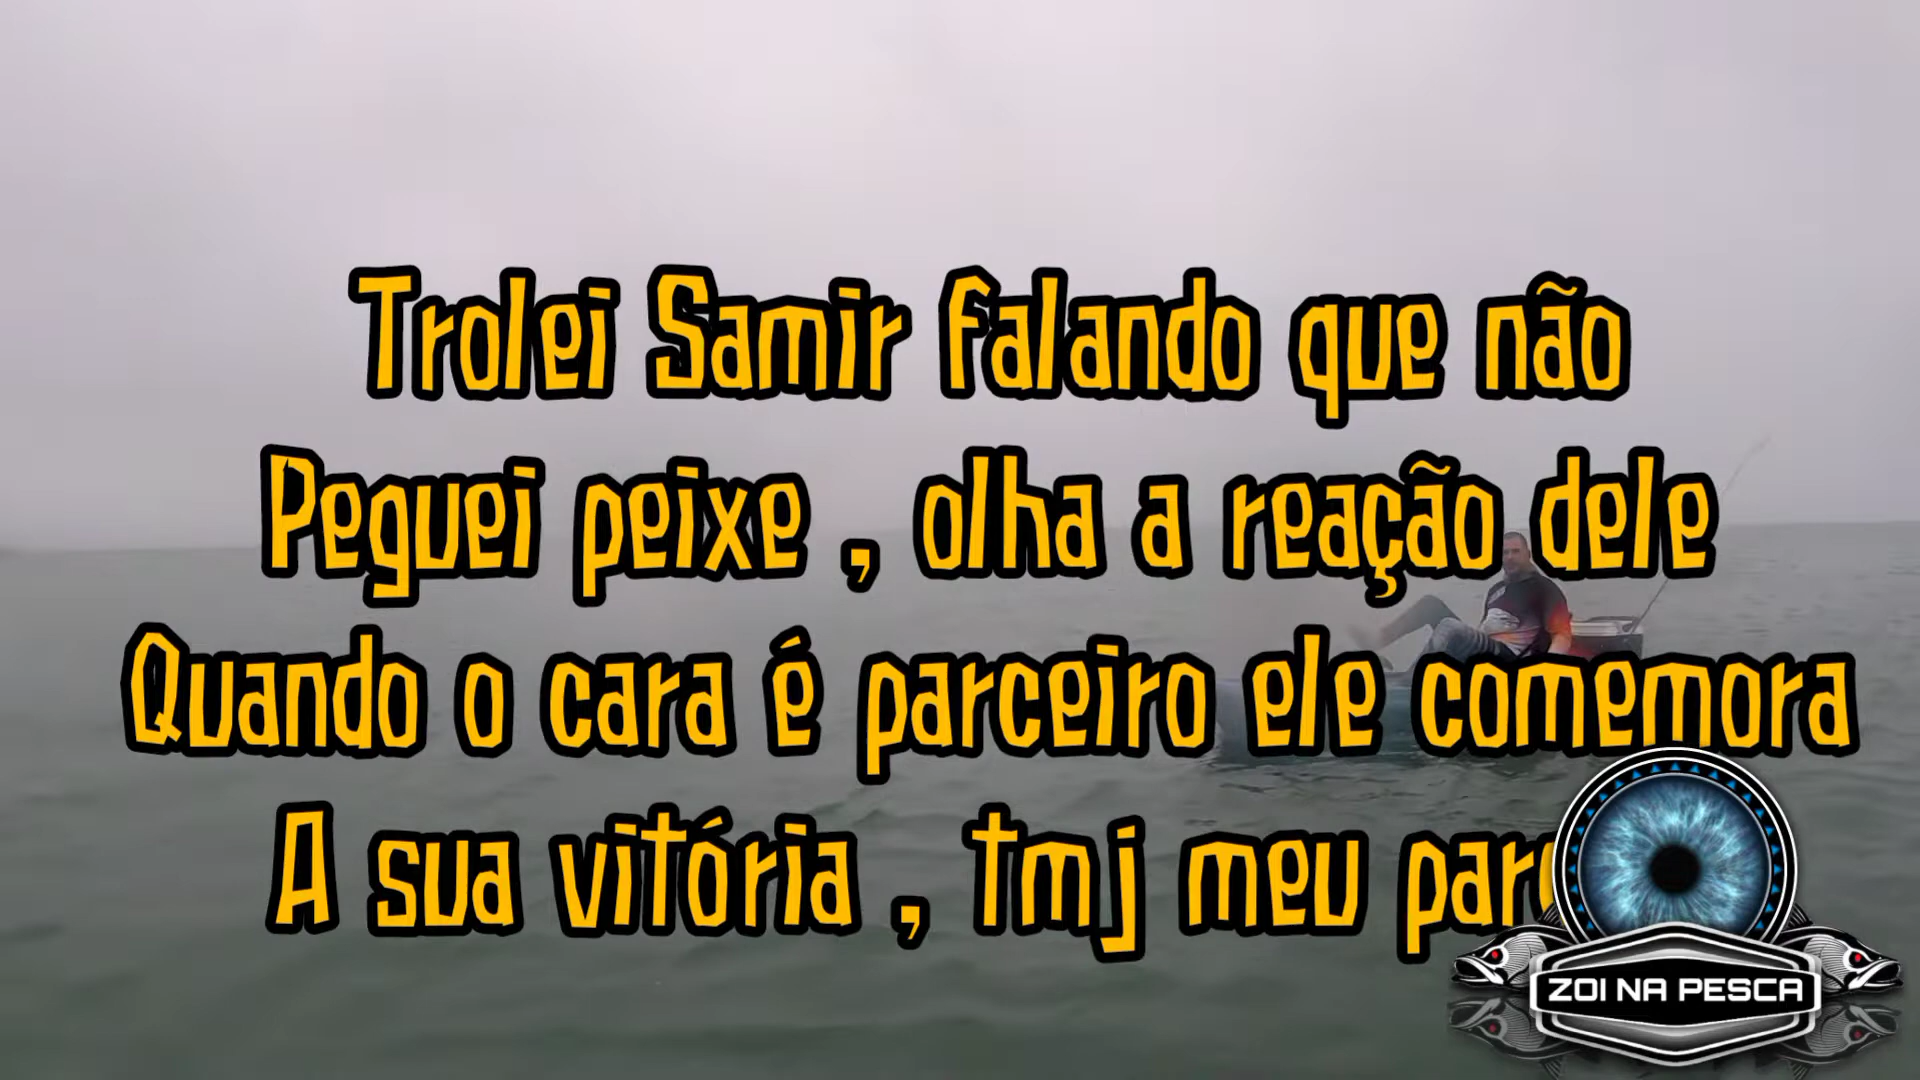 Trolei Samir falando que não
Peguei peixe , olha a reação dele
Quando o cara é parceiro ele comemora
A sua vitória , tmj meu
ZOI NA PESCA